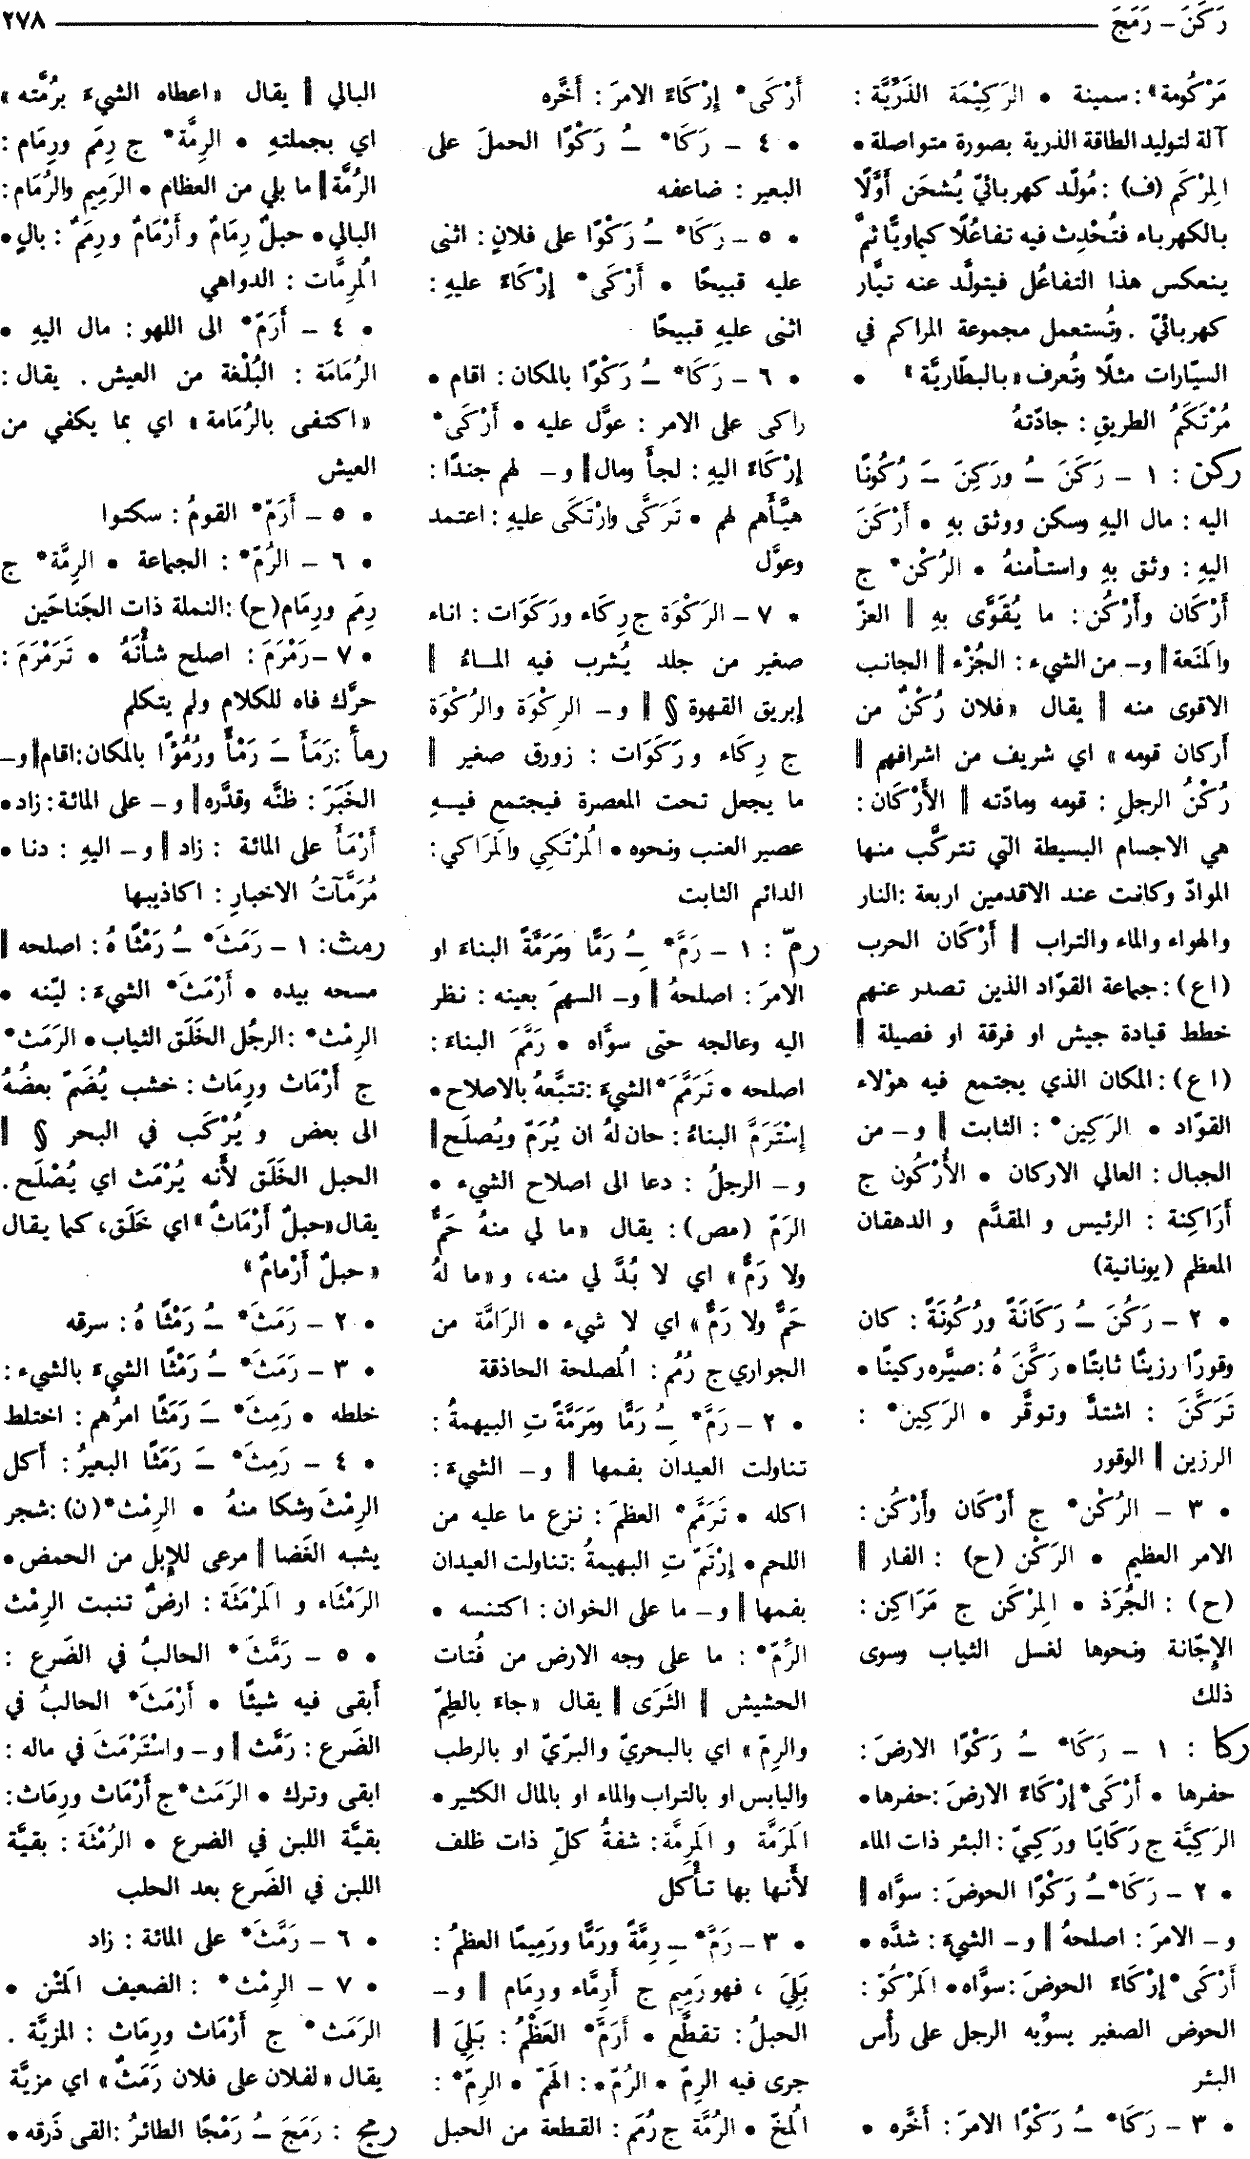 رَكَنَ – رَمَجَ
٢٧٨
مَرْكُومة»: سمينة • الرَكِيْمَة الذَرِّيَّة :
آلة لتوليد الطاقة الذرية بصورة متواصلة •
المِرْكَم (ف) : مُولّد كهربائيّ يُشحَن أوَّلًا
بالكهرباء فتُحْدِث فيه تفاعُلًا كيماويًّا ثمَّ
ينعكس هذا التفاعُل فيتولَّد عنه تيَّار
كهربائيّ . وتُستعمل مجموعة المراكم في
السيّارات مثلًا وتُعرف «بالبطّاريَّة» •
مُرْتَكَمُ الطريقِ : جادّتهُ
ركن : ١ – رَكَنَ ـُ ورَكِنَ ـَ رُكُونًا
اليه : مال اليهِ وسكن ووثق بهِ • أَرْكَنَ
اليهِ : وثق بهِ واستأمنهُ • الرُكْن* ج
أَرْكَان وأَرْكُن : ما يُقَوَّى بهِ ‖ العزّ
والمَنَعة ‖ و– من الشيء : الجُزْء ‖ الجانب
الاقوى منه ‖ يقال «فلان رُكْنٌ من
أركان قومه» اي شريف من اشرافهم ‖
رُكْنُ الرجلِ : قومه ومادّته ‖ الأَرْكَان :
هي الاجسام البسيطة التي تتركَّب منها
الموادّ وكانت عند الاقدمين اربعة : النار
والهواء والماء والتراب ‖ أَرْكَان الحرب
(اع) : جماعة القوّاد الذين تصدر عنهم
خطط قيادة جيش او فرقة او فصيلة ‖
(اع) : المكان الذي يجتمع فيه هؤلاء
القوّاد • الرَكِين* : الثابت ‖ و– من
الجبال : العالي الاركان • الأُرْكُون ج
أَرَاكِنة : الرئيس و المقدَّم و الدهقان
المعظم (يونانية)
• ٢ – رَكُنَ ـُ رَكَانَةً ورُكُونَةً : كان
وقورًا رزينًا ثابتًا • رَكَّنَ هُ : صيَّره ركينًا •
تَرَكَّنَ : اشتدَّ وتوقَّر • الرَكِين* :
الرزين ‖ الوقور
• ٣ – الرُكْن* ج أَرْكَان وأَرْكُن :
الامر العظيم • الرَكْن (ح) : الفار ‖
(ح) : الجُرَذ • المِرْكَن ج مَرَاكِن :
الإجّانة ونحوها لغسل الثياب وسوى
ذلك
ركا : ١ – رَكَا* ـُ رَكْوًا الارضَ :
حفرها • أَرْكَى* إِرْكَاءً الارضَ : حفرها •
الرَكِيَّة ج رَكَايَا ورَكِيّ : البئر ذات الماء
• ٢ – رَكَا* ـُ رَكْوًا الحوضَ : سوَّاه ‖
و– الامرَ : اصلحهُ ‖ و– الشيءَ : شدَّه •
أَرْكَى* إِرْكَاءً الحوضَ : سوَّاه • المَرْكُوّ :
الحوض الصغير يسوّيه الرجل على رأس
البئر
• ٣ – رَكَا* ـُ رَكْوًا الامرَ : أَخَّره •
أَرْكَى* إِرْكَاءً الامرَ : أَخَّره
• ٤ – رَكَا* ـُ رَكْوًا الحملَ على
البعير : ضاعفه
• ٥ – رَكَا* ـُ رَكْوًا على فلانٍ : اثنى
عليه قبيحًا • أَرْكَى* إِرْكَاءً عليهِ :
اثنى عليهِ قبيحًا
• ٦ – رَكَا* ـُ رَكْوًا بالمكان : اقام •
راكى على الامر : عوَّل عليه • أَرْكَى*
إِرْكَاءً اليهِ : لجأ ومال ‖ و– لهم جندًا :
هيَّأهم لهم • تَرَكَّى وارْتَكَى عليهِ : اعتمد
وعوَّل
• ٧ – الرَكْوَة ج رِكَاء ورَكَوَات : اناء
صغير من جلد يُشرب فيه الماءُ ‖
إبريق القهوة § ‖ و– الرِكْوَة والرُكْوَة
ج رِكَاء و رَكَوَات : زورق صغير ‖
ما يجعل تحت المعصرة فيجتمع فيهِ
عصير العنب ونحوه • المُرْتَكِي والمَرَاكي :
الدائم الثابت
رمّ : ١ – رَمَّ* ـُِ رَمًّا ومَرَمَّةً البناءَ او
الامرَ : اصلحهُ ‖ و– السهمَ بعينه : نظر
اليه وعالجه حتى سوَّاه • رَمَّمَ البناءَ :
اصلحه • تَرَمَّمَ* الشيءَ : تتبَّعهُ بالاصلاح •
إسْتَرَمَّ البناءُ : حان لهُ ان يُرَمّ ويُصلَح ‖
و– الرجلُ : دعا الى اصلاح الشيء •
الرَمّ (مص) : يقال «ما لي منهُ حَمٌّ
ولا رَمٌّ» اي لا بُدَّ لي منه، و«ما لهُ
حَمٌّ ولا رَمٌّ» اي لا شيء • الرَامَّة من
الجواري ج رُمُم : المُصلحة الحاذقة
• ٢ – رَمَّ* ـُِ رَمًّا ومَرَمَّةً تِ البهيمةُ :
تناولت العيدان بفمها ‖ و– الشيءَ :
اكله • تَرَمَّم* العظمَ : نزع ما عليه من
اللحم • إرْتَمّ تِ البهيمةُ : تناولت العيدان
بفمها ‖ و– ما على الخوان : اكتنسه •
الرِّمّ* : ما على وجه الارض من فُتات
الحشيش ‖ الثَرَى ‖ يقال «جاءَ بالطِمّ
والرِمّ» اي بالبحريّ والبرّيّ او بالرطب
واليابس او بالتراب والماء او بالمال الكثير •
المَرَمَّة و المَرِمَّة : شفةُ كلّ ذات ظلف
لأنها بها تأكل
• ٣ – رَمَّ* ـِ رِمَّةً ورَمًّا ورَمِيمًا العظمُ :
بَلِيَ ، فهو رَمِيم ج أَرِمَّاء ورِمَام ‖ و–
الحبلُ : تقطَّع • أَرَمَّ* العَظْمُ : بَلِيَ ‖
جرى فيه الرِمّ • الرُمّ* : الهَمّ • الرِمّ* :
المُخّ • الرُمَّة ج رُمَم : القطعة من الحبل
البالي ‖ يقال «اعطاه الشيءَ برُمَّته»
اي بجملتهِ • الرِمَّة* ج رِمَم ورِمَام :
الرُمَّة ‖ ما بلي من العظام • الرَمِيم والرُمَام :
البالي • حبلٌ رِمَامٌ و أَرْمَامٌ و رِمَمٌ : بالٍ •
المُرِمَّات : الدواهي
• ٤ – أَرَمَّ* الى اللهو : مال اليهِ •
الرُمَامَة : البُلْغة من العيش . يقال :
«اكتفى بالرُمَامة» اي بما يكفي من
العيش
• ٥ – أَرَمَّ* القومُ : سكتوا
• ٦ – الرُمّ* : الجماعة • الرِمَّة* ج
رِمَم ورِمَام (ح) : النملة ذات الجَناحَين
• ٧ – رَمْرَمَ : اصلح شأْنَهُ • تَرَمْرَمَ :
حرَّك فاه للكلام ولم يتكلم
رمأ : رَمَأَ ـَ رَمْأً ورُمُوْءًا بالمكان : اقام ‖ و–
الخَبَرَ : ظنَّه وقدَّره ‖ و– على المائة : زاد •
أَرْمَأَ على المائة : زاد ‖ و– اليهِ : دنا •
مُرَمَّآتُ الاخبارِ : اكاذيبها
رمث : ١ – رَمَثَ* ـُ رَمْثًا هُ : اصلحه ‖
مسحه بيده • أَرْمَثَ* الشيءَ : ليّنه •
الرِمْث* : الرجُل الخَلَق الثياب • الرَمَث*
ج أَرْمَاث ورِمَاث : خشب يُضَمّ بعضُهُ
الى بعض و يُرْكَب في البحر § ‖
الحبل الخَلَق لأَنه يُرْمَث اي يُصْلَح .
يقال «حبلٌ أَرْمَاثٌ» اي خَلَق، كما يقال
«حبلٌ أَرْمامٌ»
• ٢ – رَمَثَ* ـُ رَمْثًا هُ : سرقه
• ٣ – رَمَثَ* ـُ رَمْثًا الشيءَ بالشيء :
خلطه • رَمِثَ* ـَ رَمَثًا امرُهم : اختلط
• ٤ – رَمِثَ* ـَ رَمَثًا البعيرُ : أكل
الرِمْثَ وشكا منهُ • الرِمْث* (ن) : شجر
يشبه الغَضا ‖ مرعى للإبل من الحمض •
الرَمْثَاء و المَرْمَثَة : ارضٌ تنبت الرِمْث
• ٥ – رَمَّثَ* الحالبُ في الضَرع :
أبقى فيه شيئًا • أَرْمَثَ* الحالبُ في
الضَرع : رَمَّث ‖ و– واسْتَرْمَثَ في ماله :
ابقى وترك • الرَمَث* ج أَرْمَاث ورِمَاث :
بقيَّة اللبن في الضرع • الرُمْثَة : بقيَّة
اللبن في الضَرع بعد الحلب
• ٦ – رَمَّثَ* على المائة : زاد
• ٧ – الرِمْث* : الضعيف المَتْن •
الرَمَث* ج أَرْمَاث ورِمَاث : المزيَّة .
يقال «لفلان على فلان رَمَثٌ» اي مزيَّة
رمج : رَمَجَ ـُ رَمْجًا الطائرُ : القى ذَرقه •